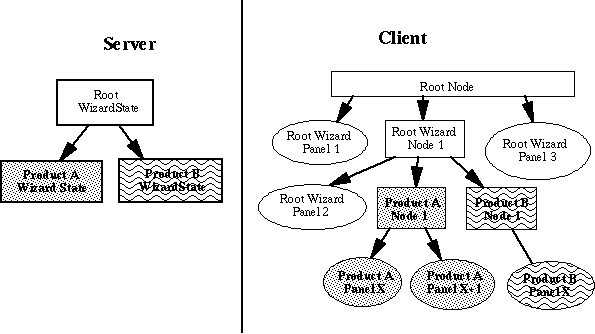 Server
Root
WizardState
Product A
Wizard State
Product B
WizardState
Client
Root Node
Root Wizard
Panel 1
Root Wizard
Node 1
Root Wizard
Panel 3
Root Wizard
Panel 2
Product A
Node 1
Product B
Node 1
Product A
Panel X
Product A
Panel X+1
Product B
Panel X